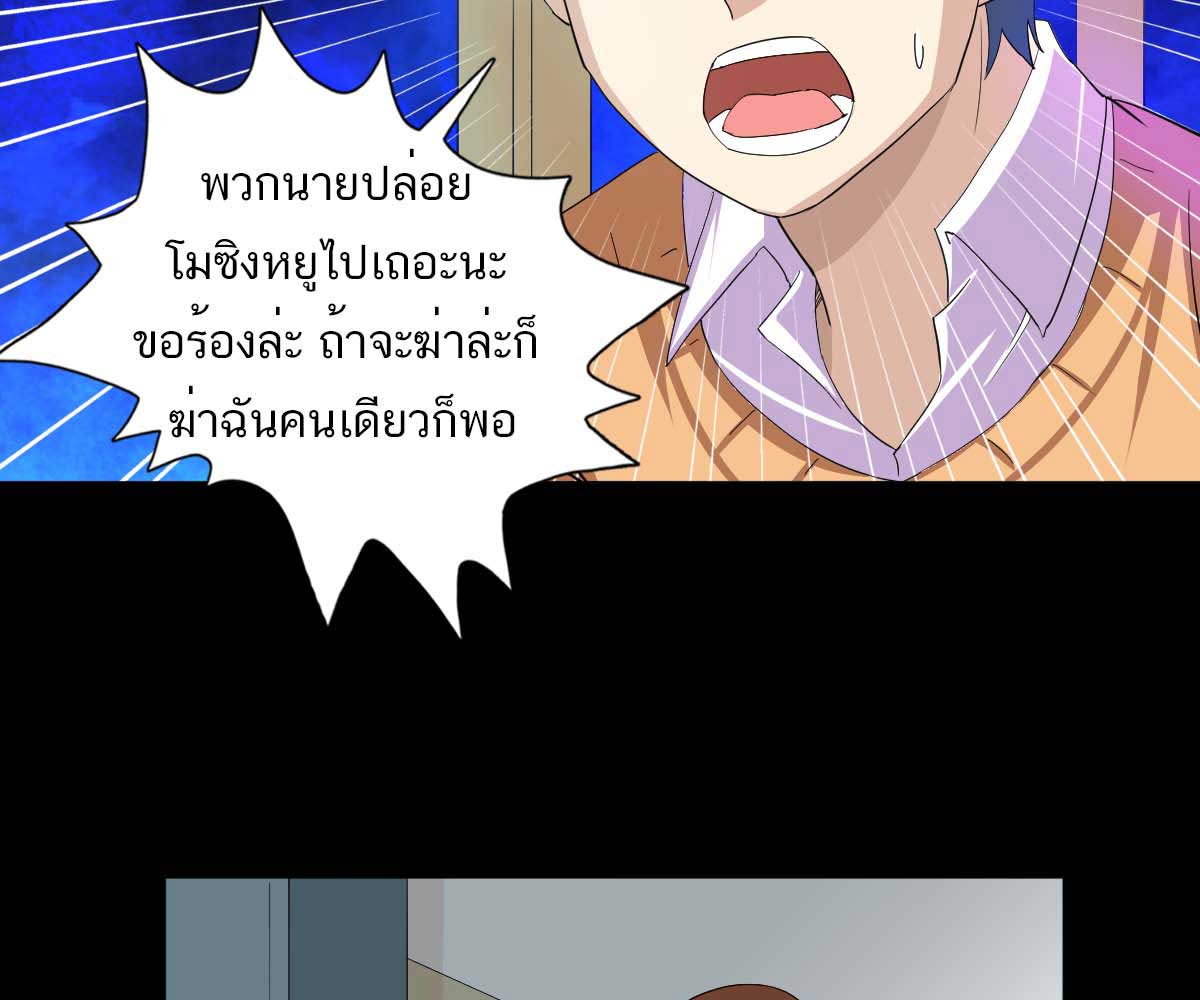 พวกนายปล่อย
โมซิงหยูไปเถอะนะ
ขอร้องล่ะ ถ้าจะฆ่าล่ะก็
ฆ่าฉันคนเดียวก็พอ